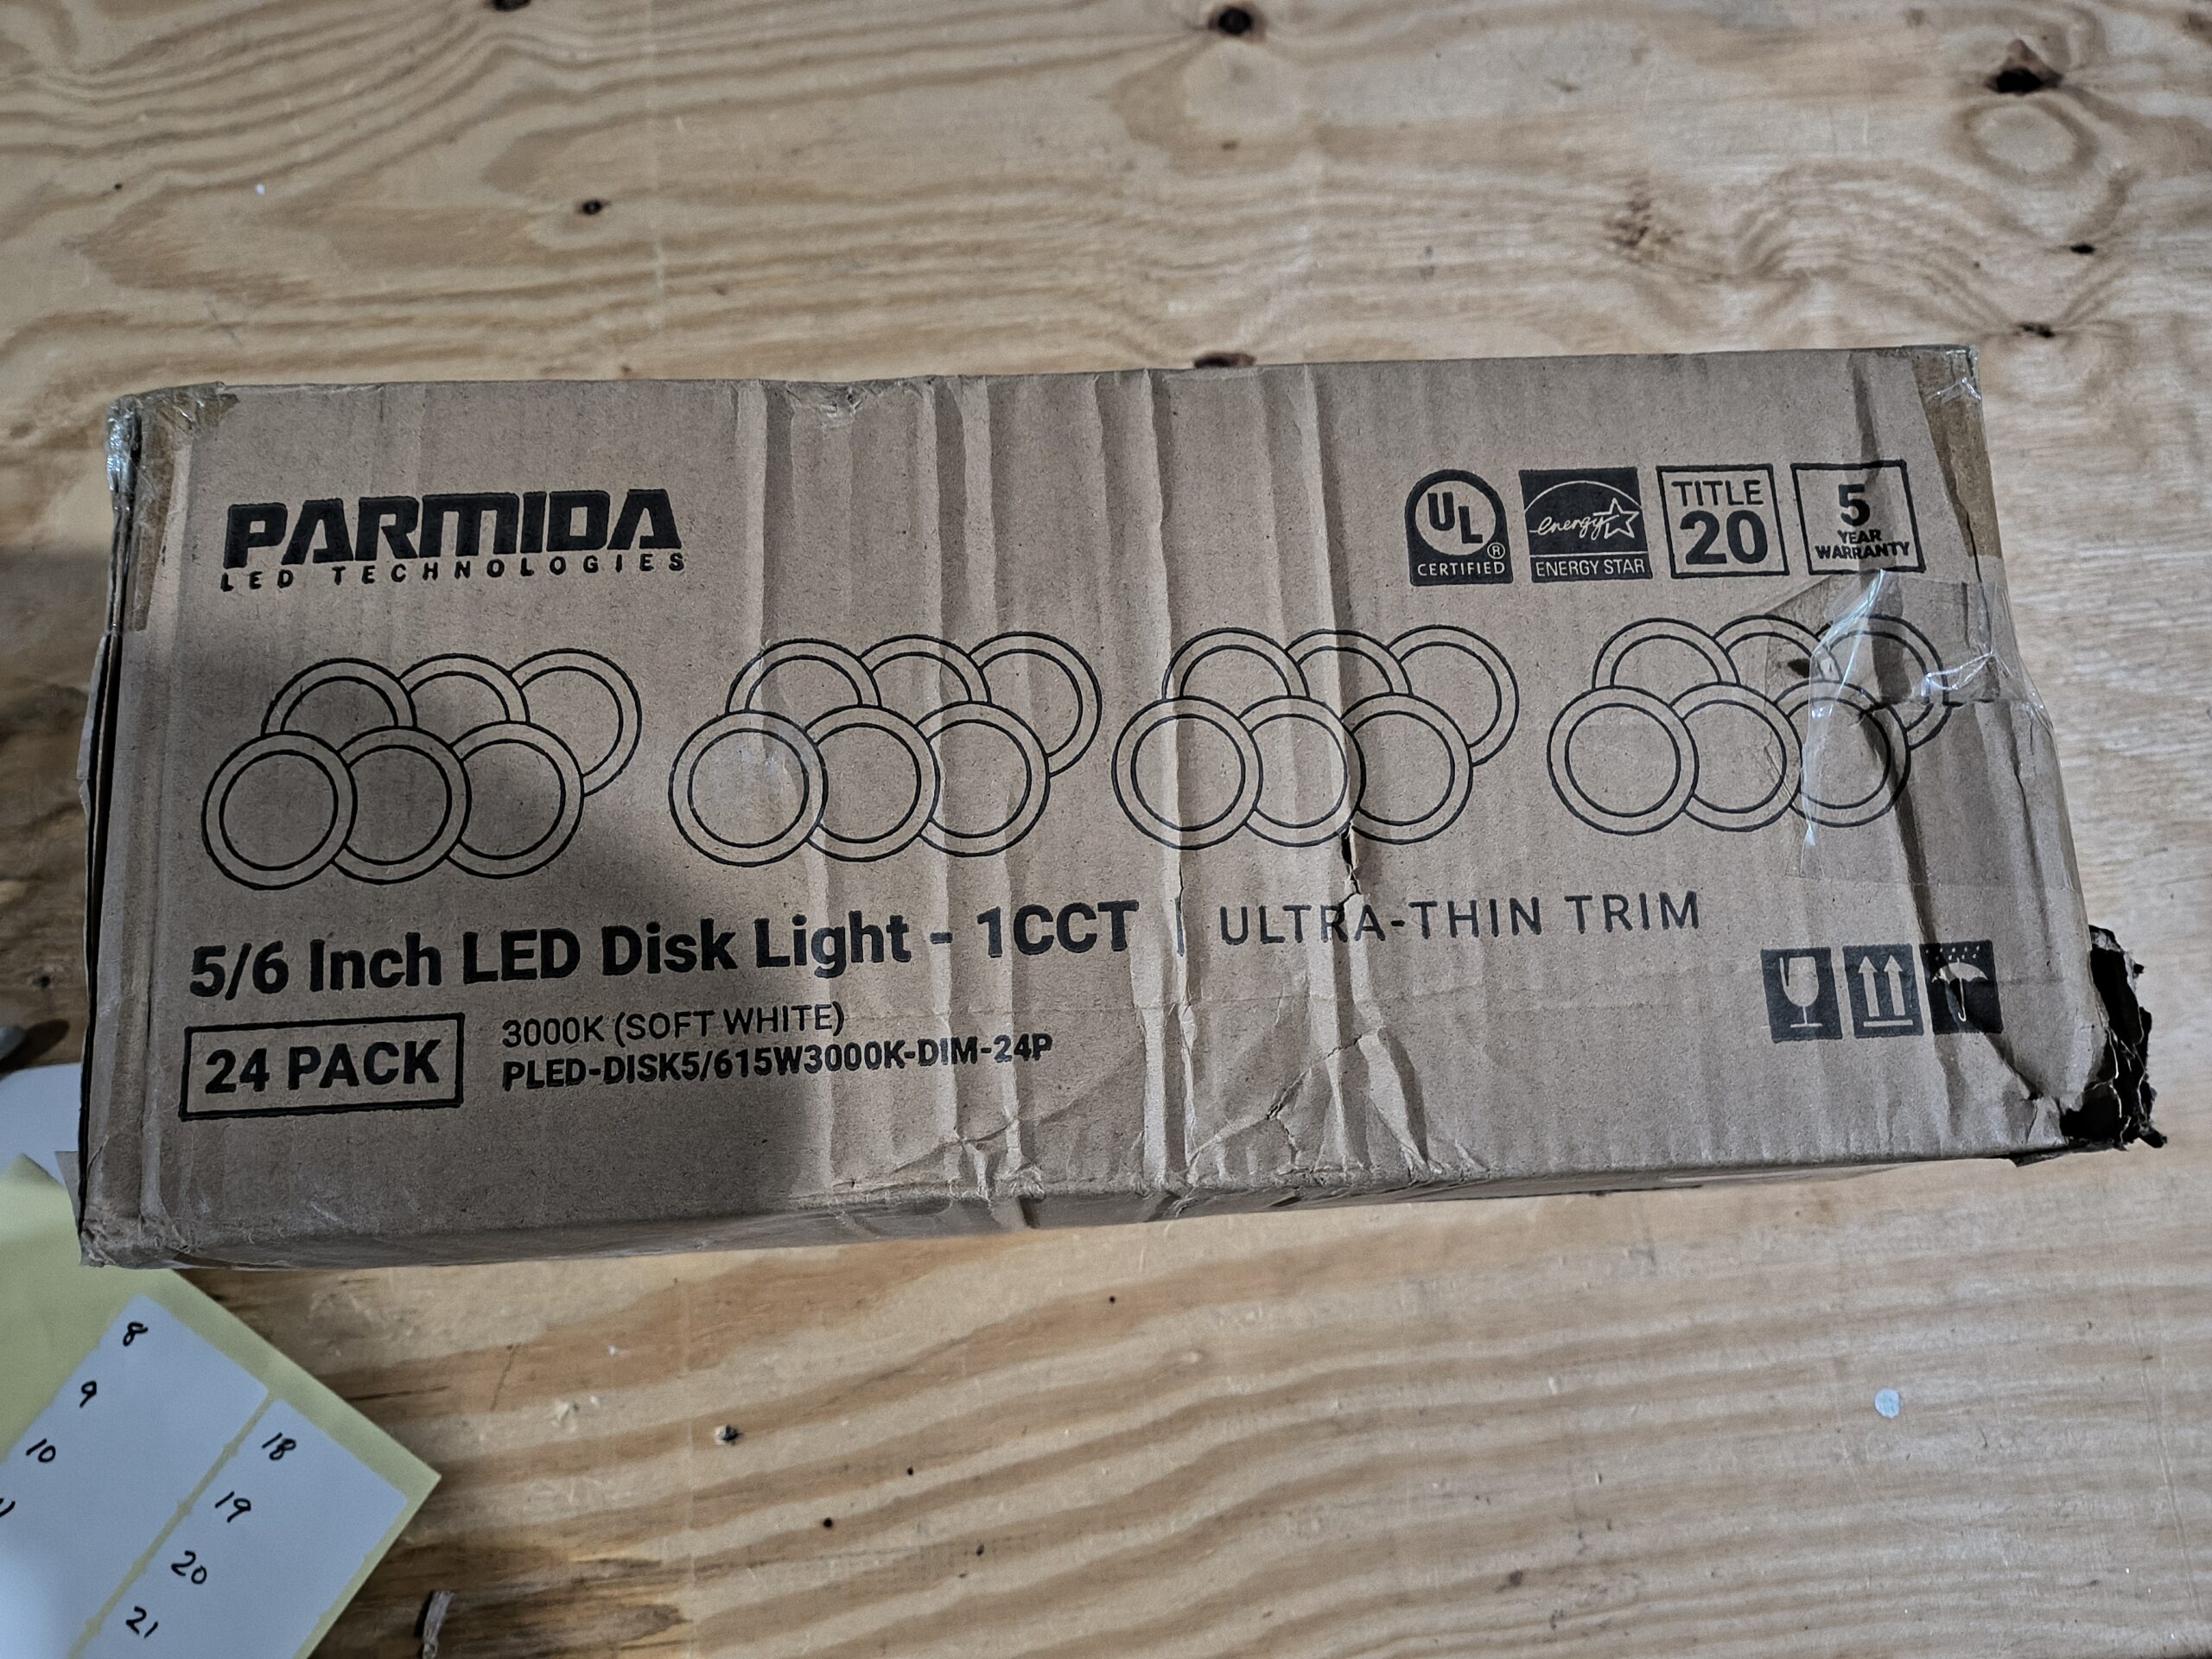 PARMIDA
LED TECHNOLOGIES
UL
®
CERTIFIED
energy
ENERGY STAR
TITLE
20
5
YEAR
WARRANTY
5/6 Inch LED Disk Light - 1CCT | ULTRA-THIN TRIM
24 PACK
3000K (SOFT WHITE)
PLED-DISK5/615W3000K-DIM-24P
8
9
10
18
19
20
21